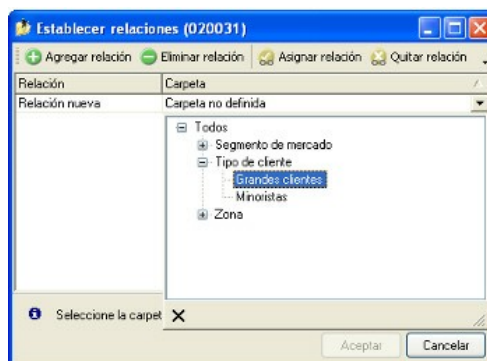 Establecer relaciones (020031)
Agregar relación Eliminar relación Asignar relación Quitar relación
Relación Carpeta
Relación nueva Carpeta no definida
Todos
Segmento de mercado
Tipo de cliente
Grandes clientes
Minoristas
Zona
Seleccione la carpet
Aceptar Cancelar